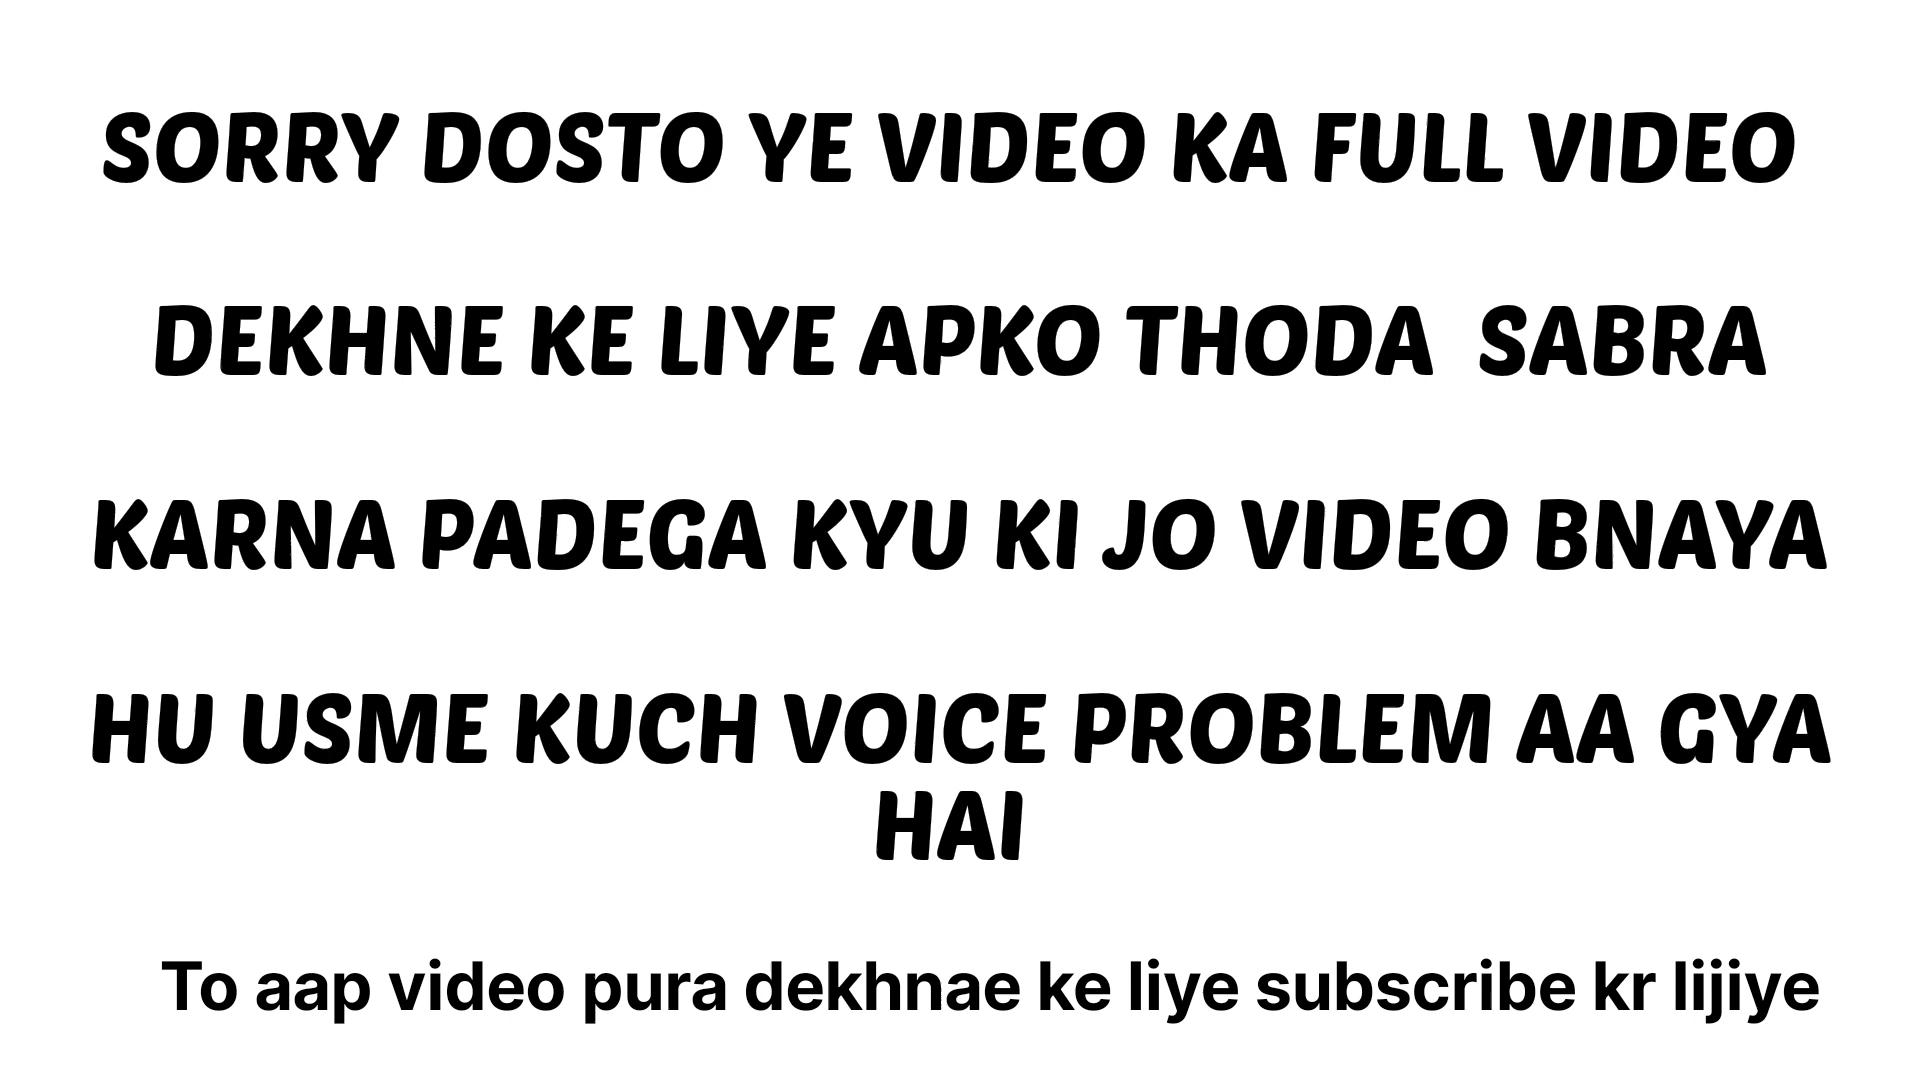 SORRY DOSTO YE VIDEO KA FULL VIDEO
DEKHNE KE LIYE APKO THODA  SABRA
KARNA PADEGA KYU KI JO VIDEO BNAYA
HU USME KUCH VOICE PROBLEM AA GYA
HAI
To aap video pura dekhnae ke liye subscribe kr lijiye